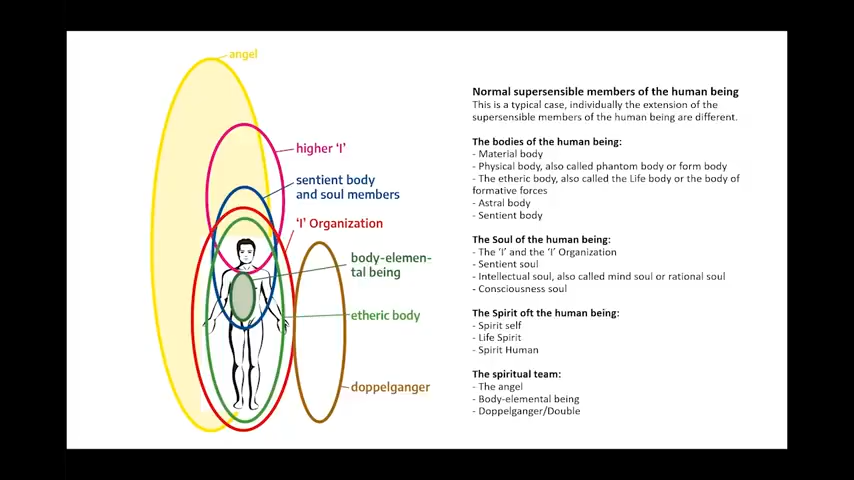 angel
higher 'I'
sentient body
and soul members
'I' Organization
body-elemen-
tal being
etheric body
doppelganger
Normal supersensible members of the human being
This is a typical case, individually the extension of the
supersensible members of the human being are different.
The bodies of the human being:
- Material body
- Physical body, also called phantom body or form body
- The etheric body, also called the Life body or the body of
formative forces
- Astral body
- Sentient body
The Soul of the human being:
- The 'I' and the 'I' Organization
- Sentient soul
- Intellectual soul, also called mind soul or rational soul
- Consciousness soul
The Spirit oft the human being:
- Spirit self
- Life Spirit
- Spirit Human
The spiritual team:
- The angel
- Body-elemental being
- Doppelganger/Double